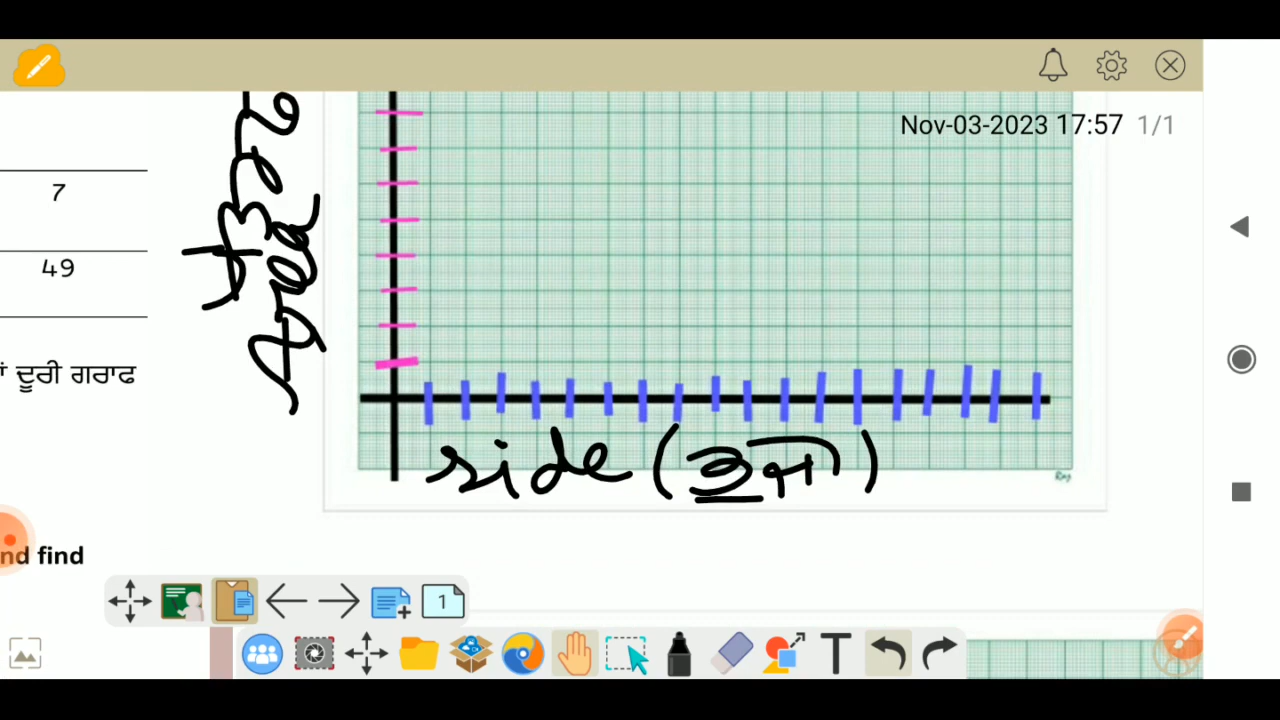 Nov-03-2023 17:57 1/1
7
49
ਦੂਰੀ ਗਰਾਫ
Area
side (ਭੁਜਾ)
nd find
1